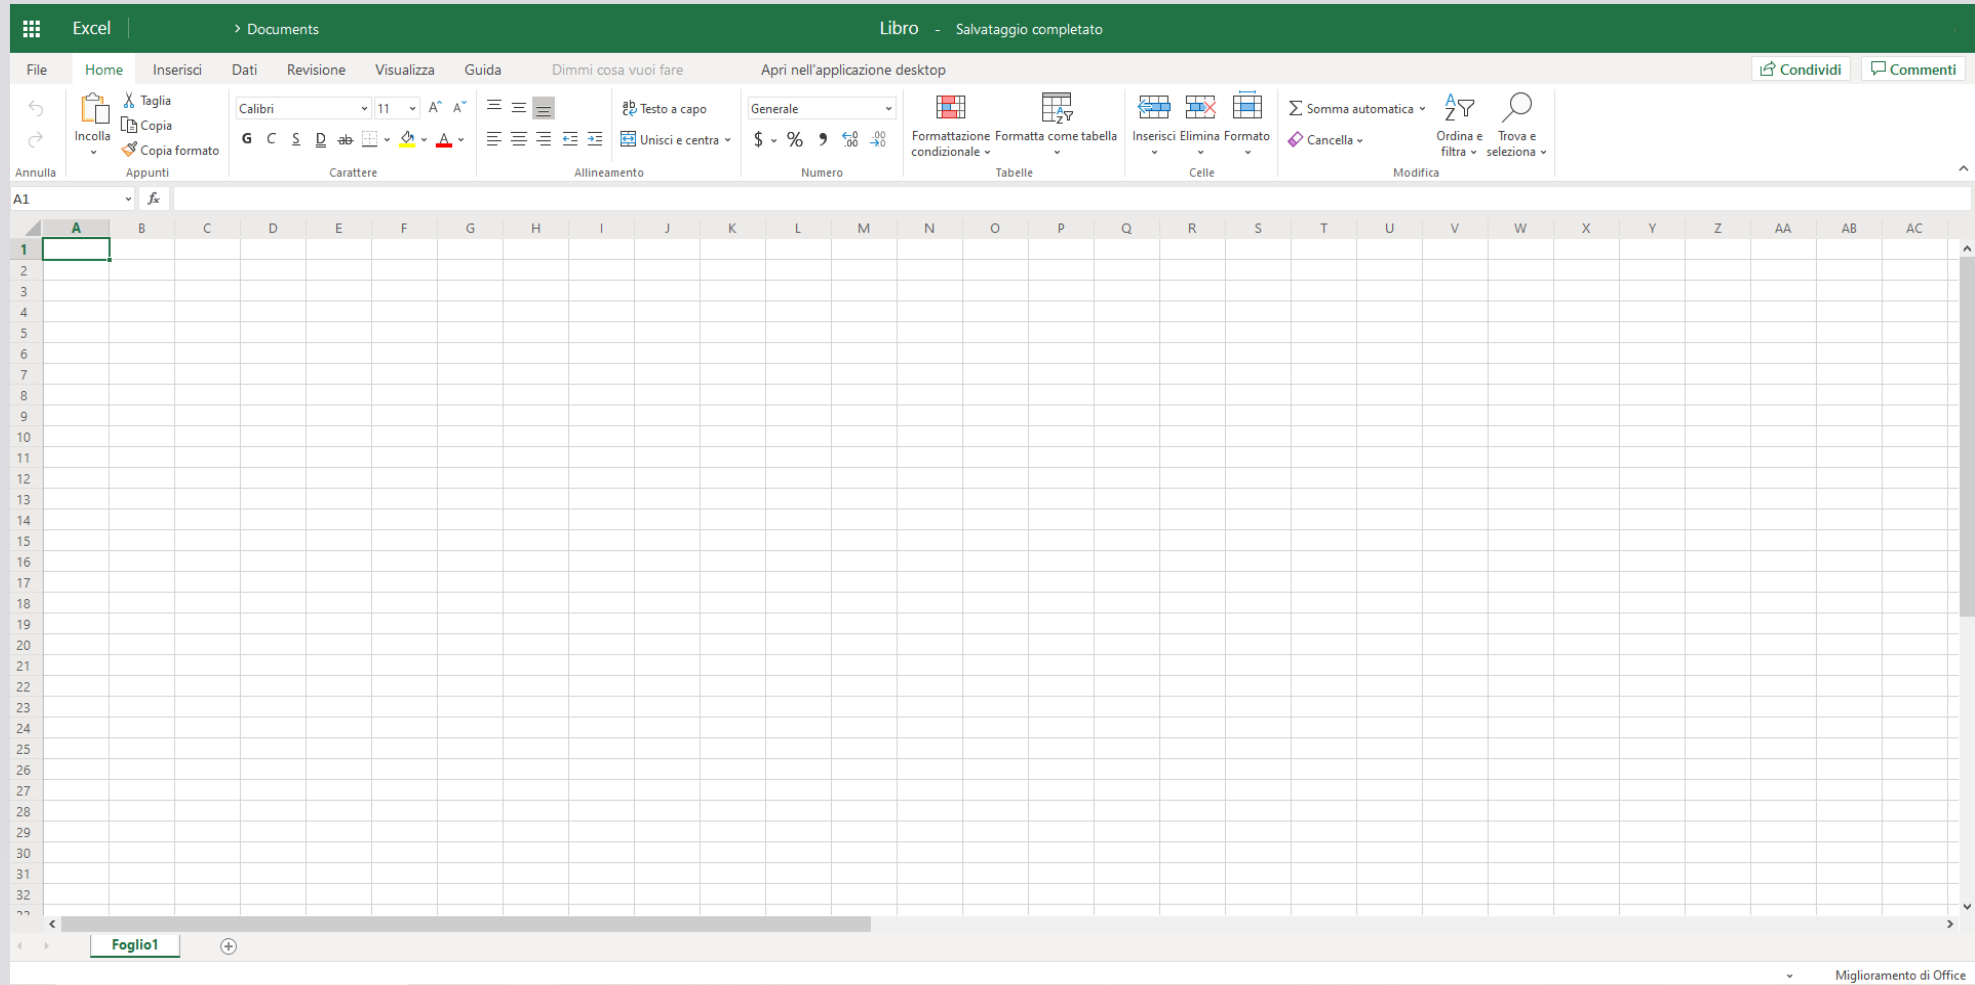 Excel > Documents Libro - Salvataggio completato
File Home Inserisci Dati Revisione Visualizza Guida Dimmi cosa vuoi fare Apri nell'applicazione desktop Condividi Commenti
Taglia
Copia
Copia formato
Incolla
Calibri 11
G C S D ab
A
Testo a capo
Unisci e centra
Generale
$ % 9
Formattazione condizionale
Formatta come tabella
Inserisci Elimina Formato
Somma automatica
Cancella
Ordina e filtra
Trova e seleziona
Annulla Appunti Carattere Allineamento Numero Tabelle Celle Modifica
A1 fx
A B C D E F G H I J K L M N O P Q R S T U V W X Y Z AA AB AC
1
2
3
4
5
6
7
8
9
10
11
12
13
14
15
16
17
18
19
20
21
22
23
24
25
26
27
28
29
30
31
32
Foglio1
Miglioramento di Office